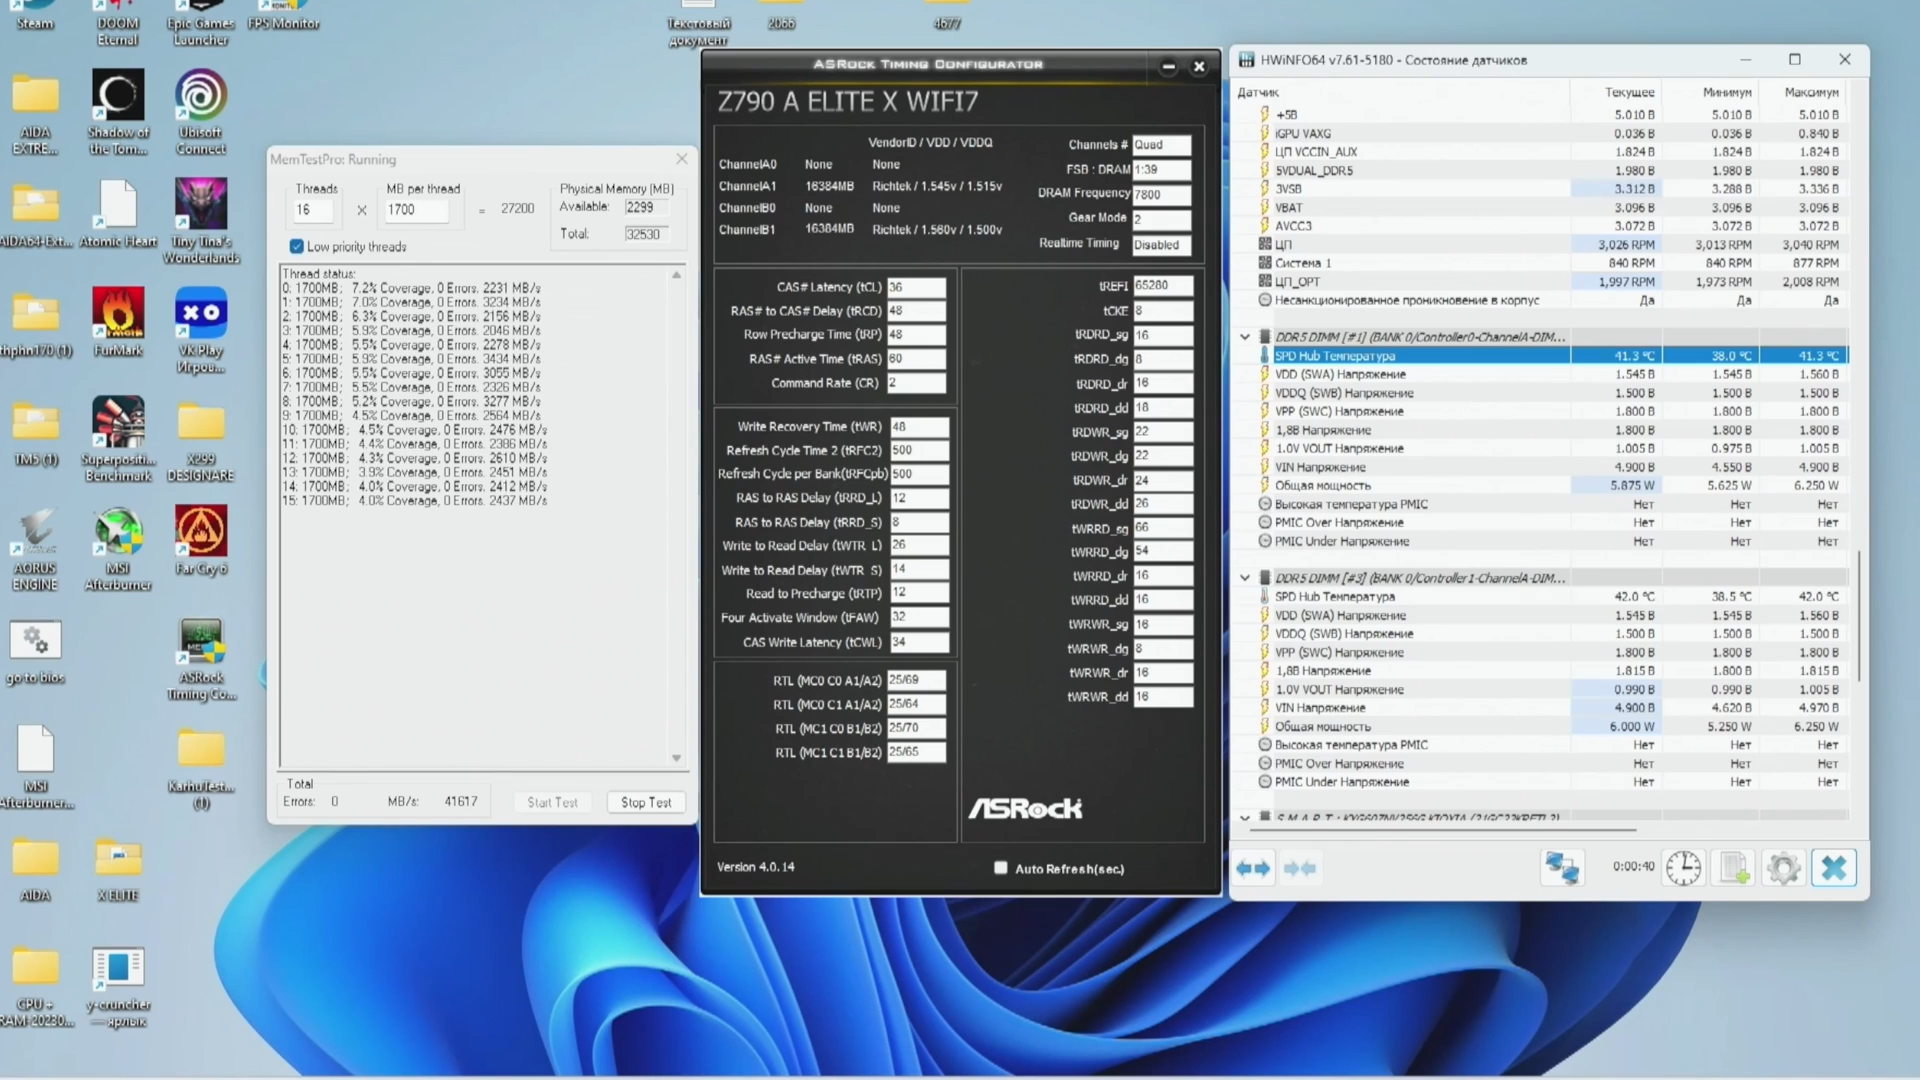 Steam
DOOM Eternal
Epic Games Launcher
FPS Monitor
Текстовый документ
2066
4677
AIDA EXTRE...
Shadow of the Tom...
Ubisoft Connect
AIDA64-Ext...
Atomic Heart
Tiny Tina's Wonderlands
FurMark
VK Play Игрош...
TM5 (1)
Superpositi... Benchmark
X299 DESIGNARE
AORUS ENGINE
MSI Afterburner
Far Cry 6
go to bios
ASRock Timing Co...
MSI Afterburner...
KarhuTest... (1)
AIDA
X ELITE
CPU + RAM-20230...
y-cruncher — ярлык
MemTestPro: Running
Threads
MB per thread
Physical Memory (MB)
16 X 1700 = 27200
Available: 2299
Total: 32530
Low priority threads
Thread status:
0: 1700MB; 7.2% Coverage, 0 Errors. 2231 MB/s
1: 1700MB; 7.0% Coverage, 0 Errors. 3234 MB/s
2: 1700MB; 6.3% Coverage, 0 Errors. 2156 MB/s
3: 1700MB; 5.9% Coverage, 0 Errors. 2046 MB/s
4: 1700MB; 5.5% Coverage, 0 Errors. 2278 MB/s
5: 1700MB; 5.9% Coverage, 0 Errors. 3434 MB/s
6: 1700MB; 5.5% Coverage, 0 Errors. 3055 MB/s
7: 1700MB; 5.5% Coverage, 0 Errors. 2326 MB/s
8: 1700MB; 5.2% Coverage, 0 Errors. 3277 MB/s
9: 1700MB; 4.5% Coverage, 0 Errors. 2564 MB/s
10: 1700MB; 4.5% Coverage, 0 Errors. 2476 MB/s
11: 1700MB; 4.4% Coverage, 0 Errors. 2386 MB/s
12: 1700MB; 4.3% Coverage, 0 Errors. 2610 MB/s
13: 1700MB; 3.9% Coverage, 0 Errors. 2451 MB/s
14: 1700MB; 4.0% Coverage, 0 Errors. 2412 MB/s
15: 1700MB; 4.0% Coverage, 0 Errors. 2437 MB/s
Total
Errors: 0 MB/s: 41617
Start Test
Stop Test
ASRock Timing Configurator
Z790 A ELITE X WIFI7
VendorID / VDD / VDDQ
ChannelA0 None None
ChannelA1 16384MB Richtek / 1.545v / 1.515v
ChannelB0 None None
ChannelB1 16384MB Richtek / 1.560v / 1.500v
Channels # Quad
FSB : DRAM 1:39
DRAM Frequency 7800
Gear Mode 2
Realtime Timing Disabled
CAS# Latency (tCL) 36
RAS# to CAS# Delay (tRCD) 48
Row Precharge Time (tRP) 48
RAS# Active Time (tRAS) 60
Command Rate (CR) 2
Write Recovery Time (tWR) 48
Refresh Cycle Time 2 (tRFC2) 500
Refresh Cycle per Bank(tRFCpb) 500
RAS to RAS Delay (tRRD_L) 12
RAS to RAS Delay (tRRD_S) 8
Write to Read Delay (tWTR_L) 26
Write to Read Delay (tWTR_S) 14
Read to Precharge (tRTP) 12
Four Activate Window (tFAW) 32
CAS Write Latency (tCWL) 34
RTL (MC0 C0 A1/A2) 25/69
RTL (MC0 C1 A1/A2) 25/64
RTL (MC1 C0 B1/B2) 25/70
RTL (MC1 C1 B1/B2) 25/65
tREFI 65280
tCKE 8
tRDRD_sg 16
tRDRD_dg 8
tRDRD_dr 16
tRDRD_dd 18
tRDWR_sg 22
tRDWR_dg 22
tRDWR_dr 24
tRDWR_dd 26
tWRRD_sg 66
tWRRD_dg 54
tWRRD_dr 16
tWRRD_dd 16
tWRWR_sg 16
tWRWR_dg 8
tWRWR_dr 16
tWRWR_dd 16
ASRock
Version 4.0.14
Auto Refresh(sec.)
HWiNFO64 v7.61-5180 - Состояние датчиков
Датчик Текущее Минимум Максимум
+5В 5.010 В 5.010 В 5.010 В
iGPU VAXG 0.036 В 0.036 В 0.840 В
ЦП VCCIN_AUX 1.824 В 1.824 В 1.824 В
5VDUAL_DDR5 1.980 В 1.980 В 1.980 В
3VSB 3.312 В 3.288 В 3.336 В
VBAT 3.096 В 3.096 В 3.096 В
AVCC3 3.072 В 3.072 В 3.072 В
ЦП 3,026 RPM 3,013 RPM 3,040 RPM
Система 1 840 RPM 840 RPM 877 RPM
ЦП_OPT 1,997 RPM 1,973 RPM 2,008 RPM
Несанкционированное проникновение в корпус Да Да Да
DDR5 DIMM [#1] (BANK 0/Controller0-ChannelA-DIM...
SPD Hub Температура 41.3 °C 38.0 °C 41.3 °C
VDD (SWA) Напряжение 1.545 В 1.545 В 1.560 В
VDDQ (SWB) Напряжение 1.500 В 1.500 В 1.500 В
VPP (SWC) Напряжение 1.800 В 1.800 В 1.800 В
1,8В Напряжение 1.800 В 1.800 В 1.800 В
1.0V VOUT Напряжение 1.005 В 0.975 В 1.005 В
VIN Напряжение 4.900 В 4.550 В 4.900 В
Общая мощность 5.875 W 5.625 W 6.250 W
Высокая температура PMIC Нет Нет Нет
PMIC Over Напряжение Нет Нет Нет
PMIC Under Напряжение Нет Нет Нет
DDR5 DIMM [#3] (BANK 0/Controller1-ChannelA-DIM...
SPD Hub Температура 42.0 °C 38.5 °C 42.0 °C
VDD (SWA) Напряжение 1.545 В 1.545 В 1.560 В
VDDQ (SWB) Напряжение 1.500 В 1.500 В 1.500 В
VPP (SWC) Напряжение 1.800 В 1.800 В 1.800 В
1,8В Напряжение 1.815 В 1.800 В 1.815 В
1.0V VOUT Напряжение 0.990 В 0.990 В 1.005 В
VIN Напряжение 4.900 В 4.620 В 4.970 В
Общая мощность 6.000 W 5.250 W 6.250 W
Высокая температура PMIC Нет Нет Нет
PMIC Over Напряжение Нет Нет Нет
PMIC Under Напряжение Нет Нет Нет
0:00:40